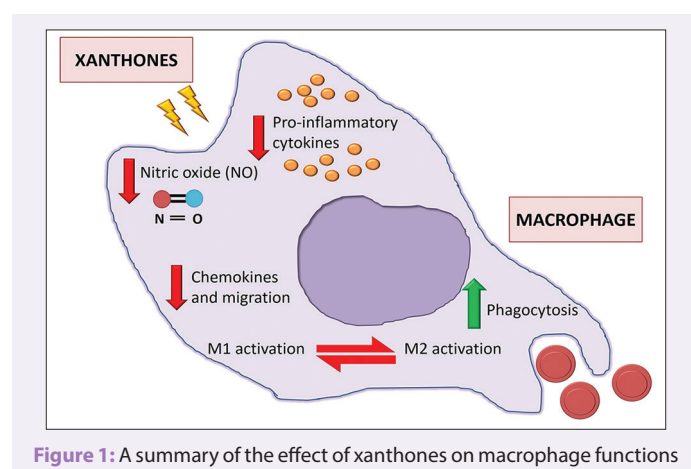 XANTHONES
Pro-inflammatory
cytokines
Nitric oxide (NO)
N = O
MACROPHAGE
Chemokines
and migration
Phagocytosis
M1 activation
M2 activation
Figure 1: A summary of the effect of xanthones on macrophage functions